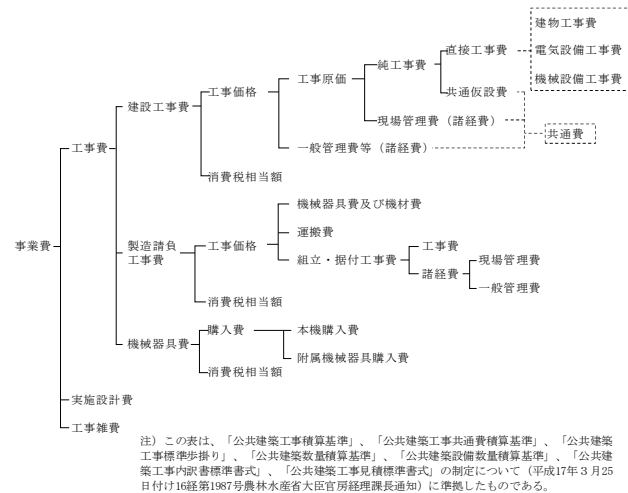 建物工事費
直接工事費
電気設備工事費
純工事費
機械設備工事費
工事原価
共通仮設費
工事価格
建設工事費
現場管理費（諸経費）
共通費
工事費
一般管理費等（諸経費）
消費税相当額
機械器具費及び機材費
運搬費
事業費
製造請負
工事費
工事価格
工事費
組立・据付工事費
現場管理費
諸経費
一般管理費
消費税相当額
購入費
本機購入費
機械器具費
附属機械器具購入費
消費税相当額
実施設計費
工事雑費
注）この表は、「公共建築工事積算基準」、「公共建築工事共通費積算基準」、「公共建築
工事標準歩掛り」、「公共建築数量積算基準」、「公共建築設備数量積算基準」、「公共建
築工事内訳書標準書式」、「公共建築工事見積標準書式」の制定について（平成17年３月25
日付け16経第1987号農林水産省大臣官房経理課長通知）に準拠したものである。